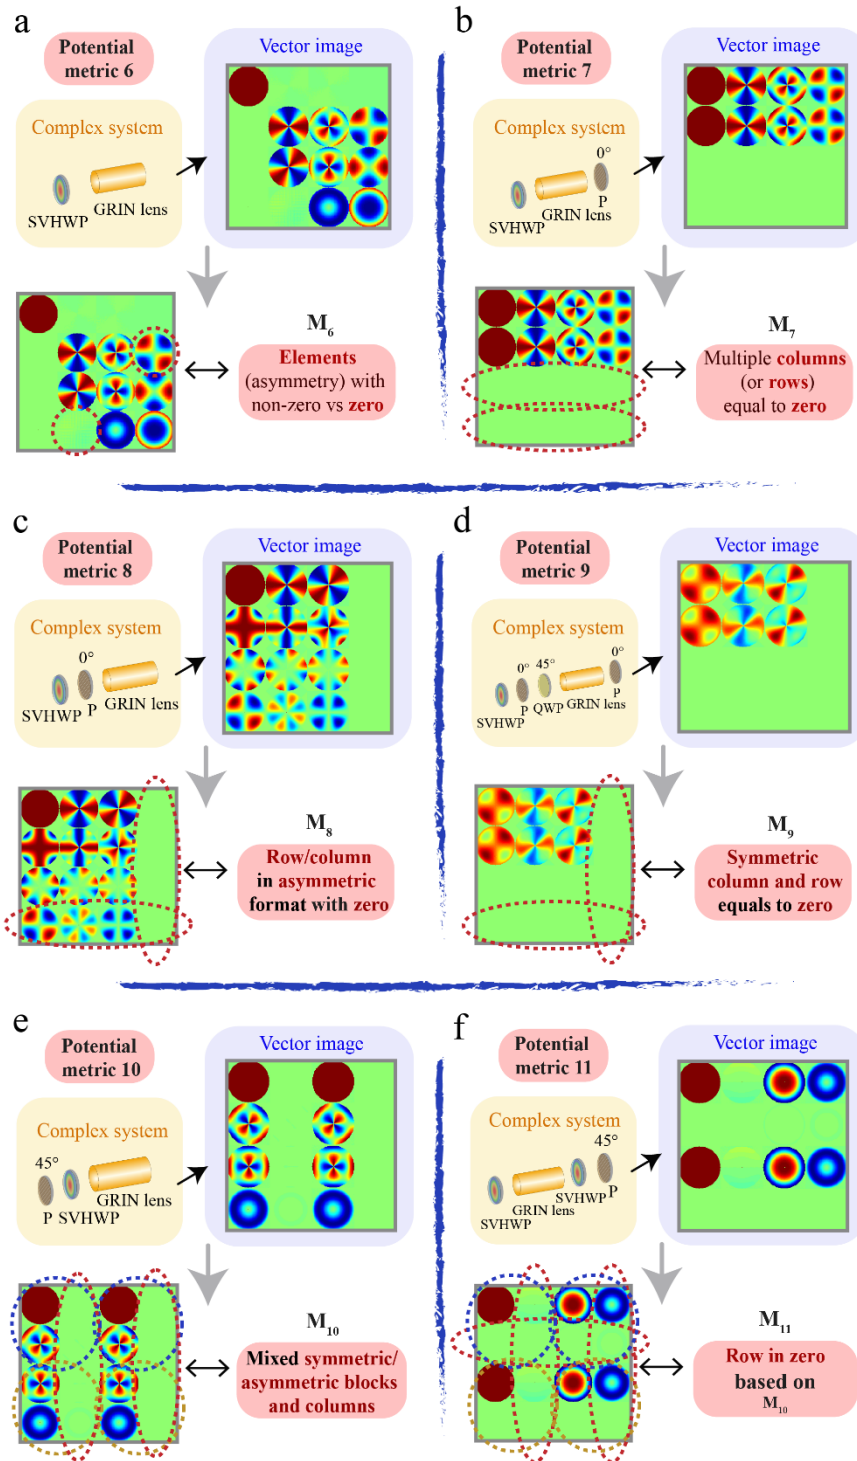 a
Potential
metric 6
Vector image
Complex system
SVHWP
GRIN lens
M6
Elements
(asymmetry) with
non-zero vs zero
b
Potential
metric 7
Vector image
Complex system
0°
SVHWP
GRIN lens
P
M7
Multiple columns
(or rows)
equal to zero
c
Potential
metric 8
Vector image
Complex system
0°
SVHWP
P
GRIN lens
M8
Row/column
in asymmetric
format with zero
d
Potential
metric 9
Vector image
Complex system
0°
45°
0°
SVHWP
P
QWP
GRIN lens
P
M9
Symmetric
column and row
equals to zero
e
Potential
metric 10
Vector image
Complex system
45°
P
SVHWP
GRIN lens
M10
Mixed symmetric/
asymmetric blocks
and columns
f
Potential
metric 11
Vector image
Complex system
45°
SVHWP
GRIN lens
SVHWP
P
M11
Row in zero
based on
M10